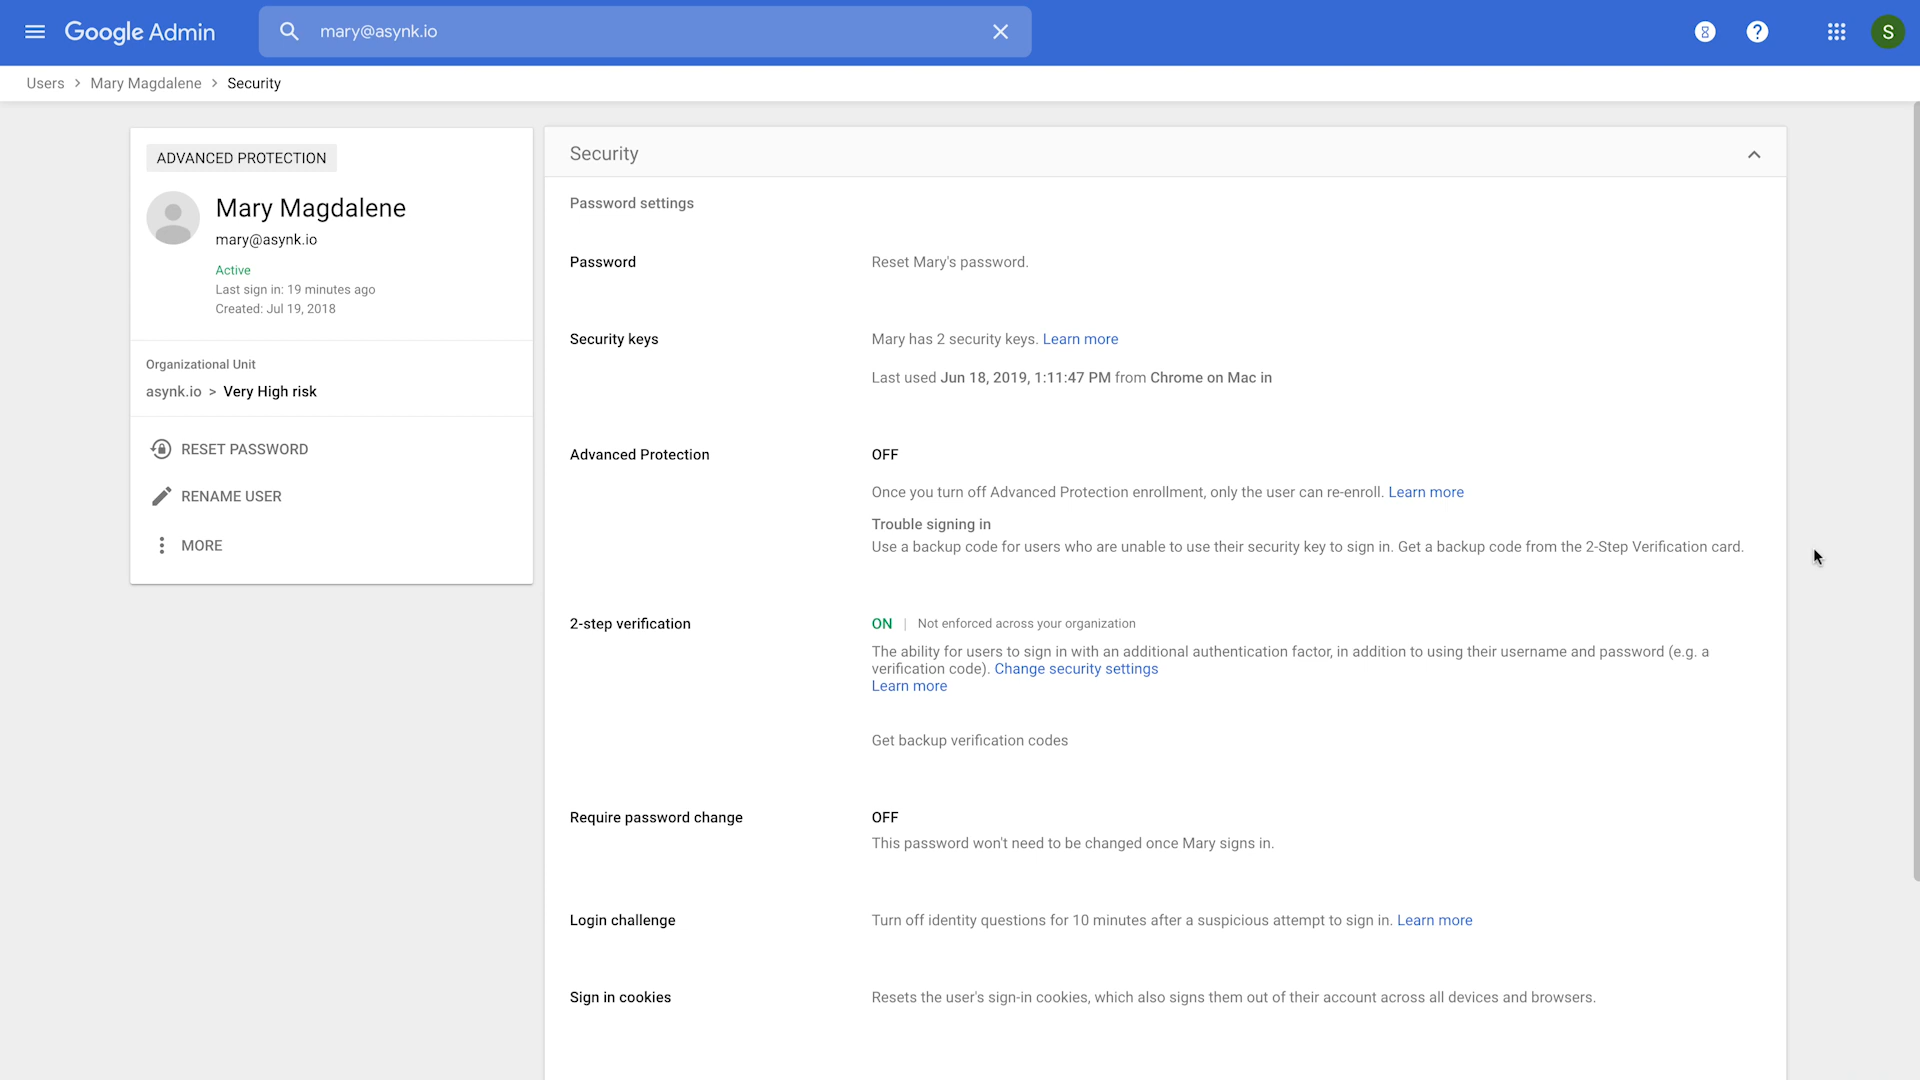 Google Admin
mary@asynk.io
8
?
S
Users > Mary Magdalene > Security
ADVANCED PROTECTION
Mary Magdalene
mary@asynk.io
Active
Last sign in: 19 minutes ago
Created: Jul 19, 2018
Organizational Unit
asynk.io > Very High risk
RESET PASSWORD
RENAME USER
MORE
Security
Password settings
Password
Reset Mary's password.
Security keys
Mary has 2 security keys. Learn more
Last used Jun 18, 2019, 1:11:47 PM from Chrome on Mac in
Advanced Protection
OFF
Once you turn off Advanced Protection enrollment, only the user can re-enroll. Learn more
Trouble signing in
Use a backup code for users who are unable to use their security key to sign in. Get a backup code from the 2-Step Verification card.
2-step verification
ON | Not enforced across your organization
The ability for users to sign in with an additional authentication factor, in addition to using their username and password (e.g. a
verification code). Change security settings
Learn more
Get backup verification codes
Require password change
OFF
This password won't need to be changed once Mary signs in.
Login challenge
Turn off identity questions for 10 minutes after a suspicious attempt to sign in. Learn more
Sign in cookies
Resets the user's sign-in cookies, which also signs them out of their account across all devices and browsers.